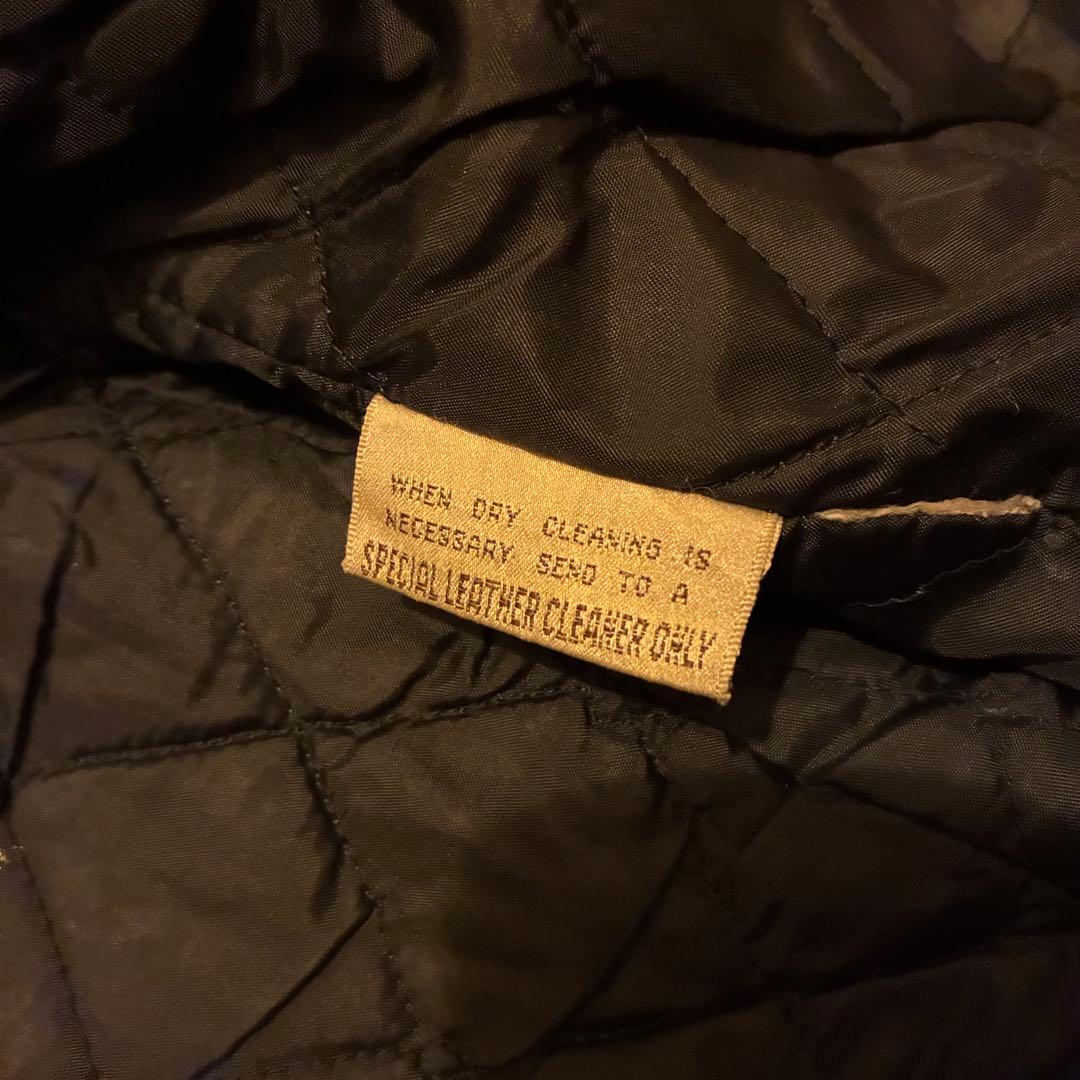 WHEN DRY CLEANING IS
NECESSARY SEND TO A
SPECIAL LEATHER CLEANER ONLY